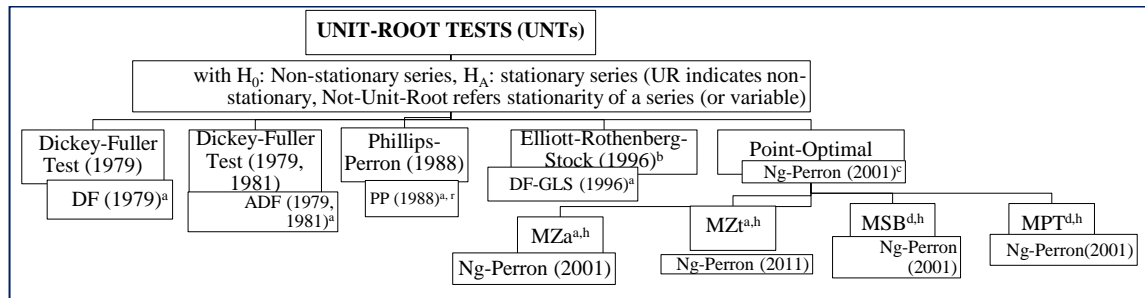 UNIT-ROOT TESTS (UNTs)
with H₀: Non-stationary series, Hₐ: stationary series (UR indicates non-
stationary, Not-Unit-Root refers stationarity of a series (or variable)
Dickey-Fuller
Test (1979)
DF (1979)ᵃ
Dickey-Fuller
Test (1979,
1981)
ADF (1979,
1981)ᵃ
Phillips-
Perron (1988)
PP (1988)ᵃ, ʳ
Elliott-Rothenberg-
Stock (1996)ᵇ
DF-GLS (1996)ᵃ
Point-Optimal
Ng-Perron (2001)ᶜ
MZaᵃ,ʰ
Ng-Perron (2001)
MZtᵃ,ʰ
Ng-Perron (2011)
MSBᵈ,ʰ
Ng-Perron
(2001)
MPTᵈ,ʰ
Ng-Perron(2001)